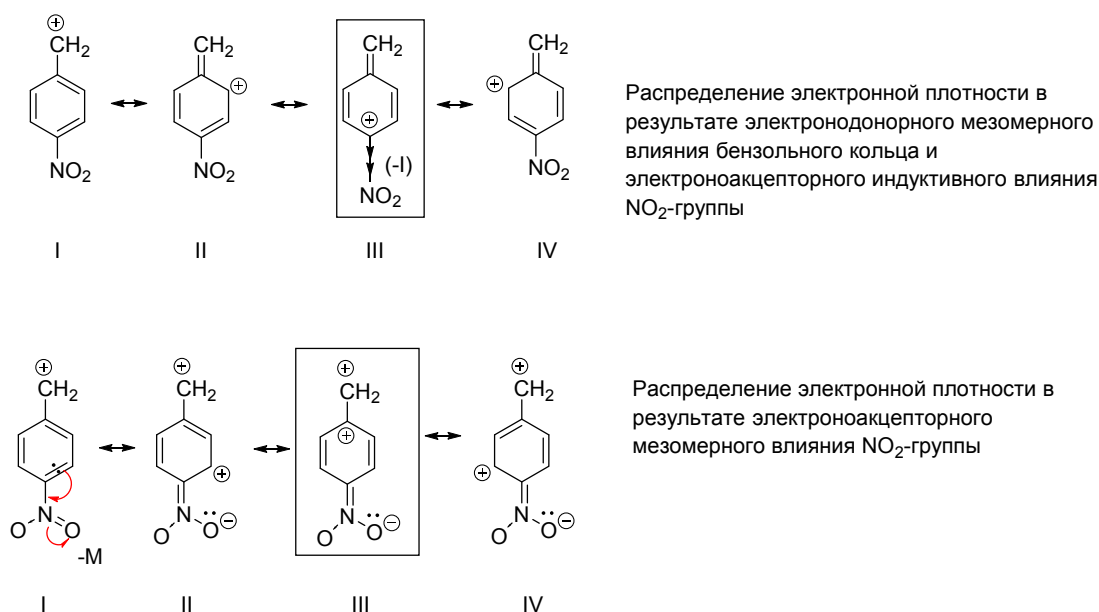 ⊕
CH2
NO2
CH2
⊕
NO2
CH2
⊕
(-I)
NO2
CH2
⊕
NO2
Распределение электронной плотности в
результате электронодонорного мезомерного
влияния бензольного кольца и
электроноакцепторного индуктивного влияния
NO2-группы
I
II
III
IV
⊕
CH2
N
O
O
-M
⊕
CH2
⊕
N
O
O⊖
⊕
CH2
⊕
N
O
O⊖
⊕
CH2
⊕
N
O
O⊖
Распределение электронной плотности в
результате электроноакцепторного
мезомерного влияния NO2-группы
I
II
III
IV